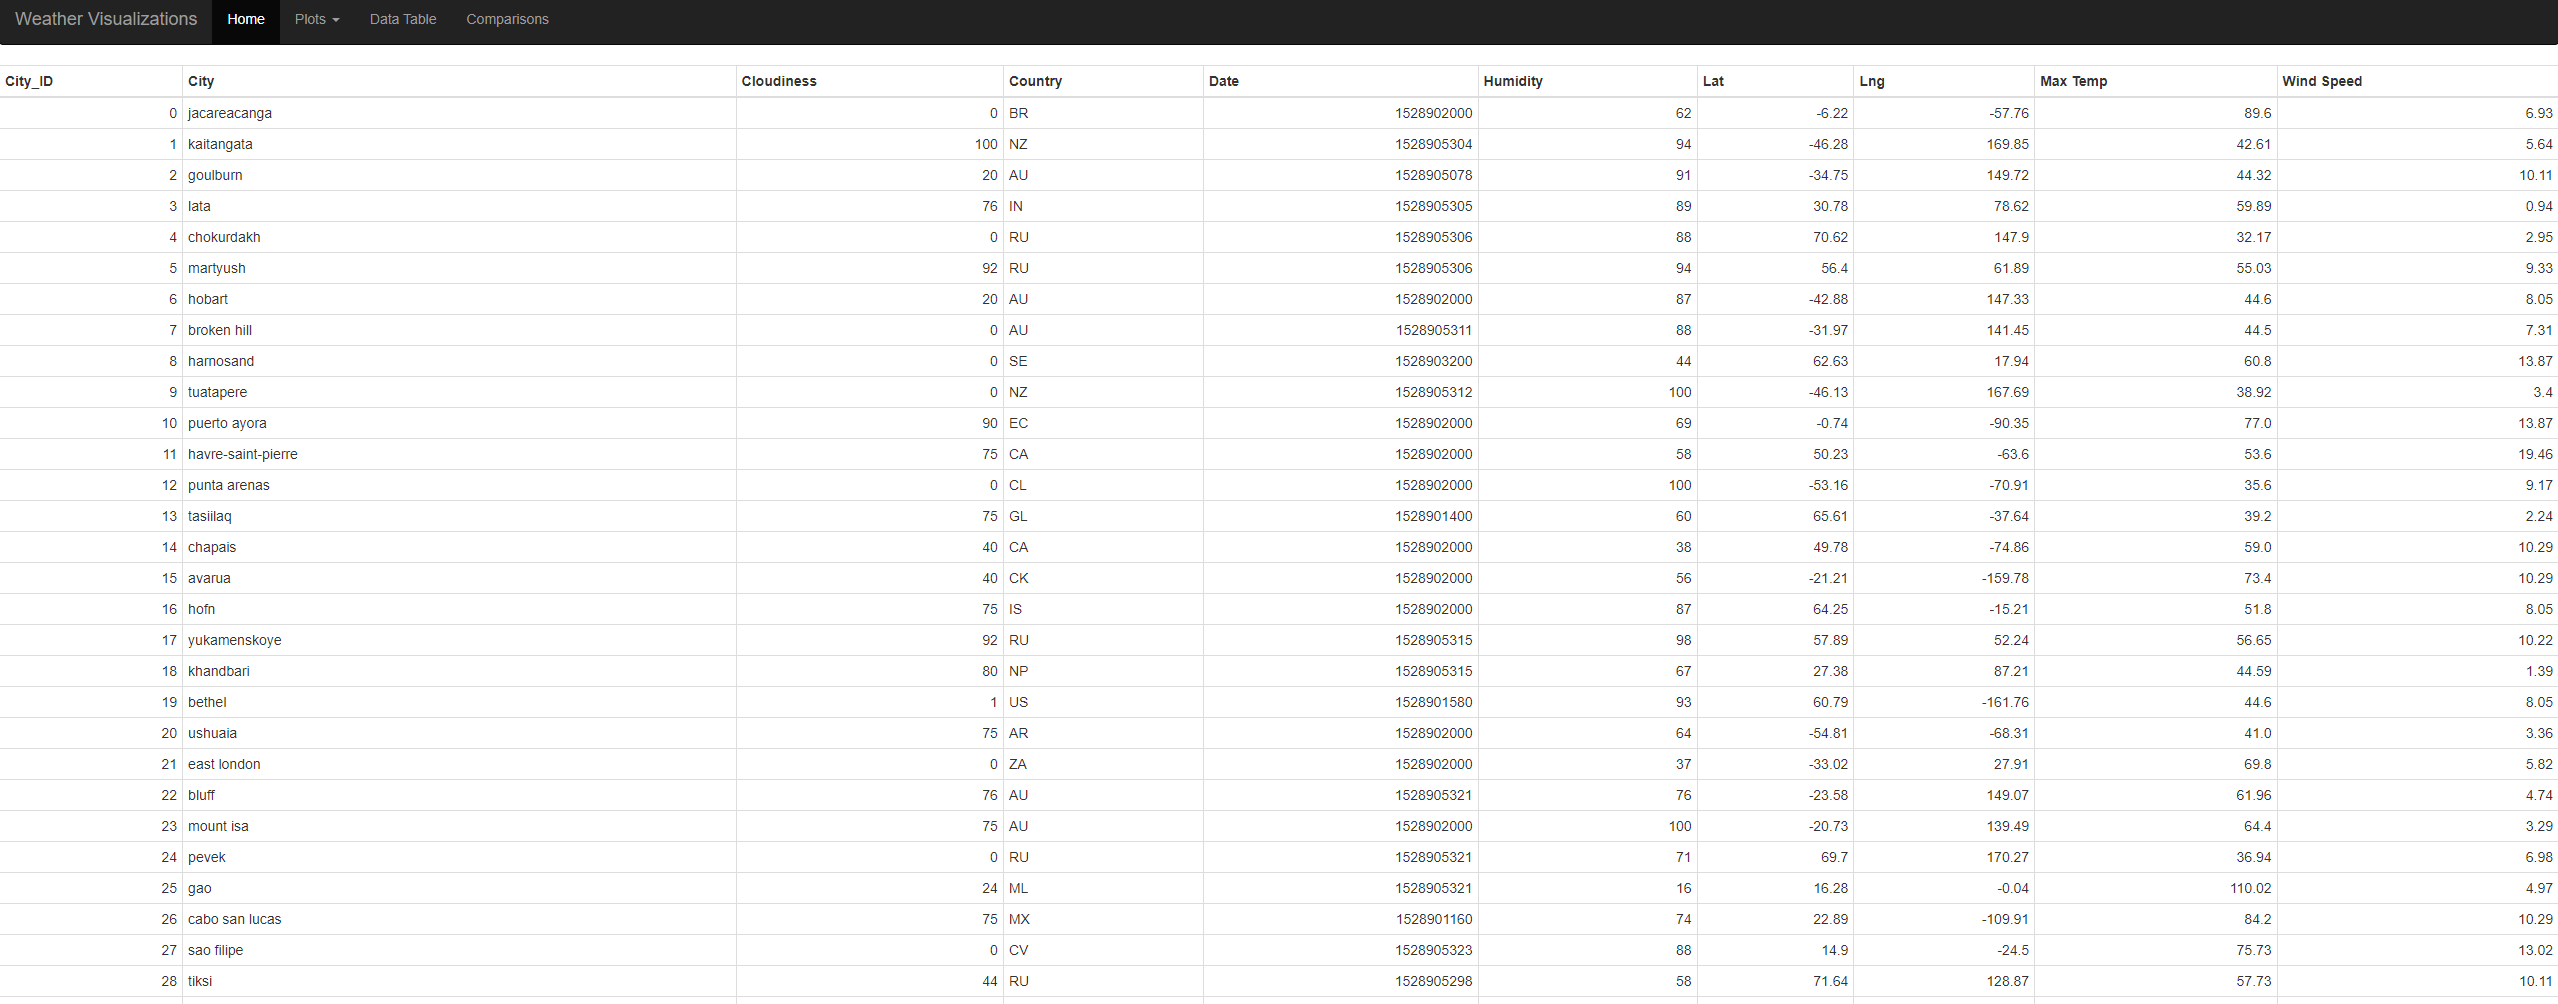 Weather Visualizations Home Plots Data Table Comparisons
City_ID City Cloudiness Country Date Humidity Lat Lng Max Temp Wind Speed
0 jacareacanga 0 BR 1528902000 62 -6.22 -57.76 89.6 6.93
1 kaitangata 100 NZ 1528905304 94 -46.28 169.85 42.61 5.64
2 goulburn 20 AU 1528905078 91 -34.75 149.72 44.32 10.11
3 lata 76 IN 1528905305 89 30.78 78.62 59.89 0.94
4 chokurdakh 0 RU 1528905306 88 70.62 147.9 32.17 2.95
5 martyush 92 RU 1528905306 94 56.4 61.89 55.03 9.33
6 hobart 20 AU 1528902000 87 -42.88 147.33 44.6 8.05
7 broken hill 0 AU 1528905311 88 -31.97 141.45 44.5 7.31
8 harnosand 0 SE 1528903200 44 62.63 17.94 60.8 13.87
9 tuatapere 0 NZ 1528905312 100 -46.13 167.69 38.92 3.4
10 puerto ayora 90 EC 1528902000 69 -0.74 -90.35 77.0 13.87
11 havre-saint-pierre 75 CA 1528902000 58 50.23 -63.6 53.6 19.46
12 punta arenas 0 CL 1528902000 100 -53.16 -70.91 35.6 9.17
13 tasiilaq 75 GL 1528901400 60 65.61 -37.64 39.2 2.24
14 chapais 40 CA 1528902000 38 49.78 -74.86 59.0 10.29
15 avarua 40 CK 1528902000 56 -21.21 -159.78 73.4 10.29
16 hofn 75 IS 1528902000 87 64.25 -15.21 51.8 8.05
17 yukamenskoye 92 RU 1528905315 98 57.89 52.24 56.65 10.22
18 khandbari 80 NP 1528905315 67 27.38 87.21 44.59 1.39
19 bethel 1 US 1528901580 93 60.79 -161.76 44.6 8.05
20 ushuaia 75 AR 1528902000 64 -54.81 -68.31 41.0 3.36
21 east london 0 ZA 1528902000 37 -33.02 27.91 69.8 5.82
22 bluff 76 AU 1528905321 76 -23.58 149.07 61.96 4.74
23 mount isa 75 AU 1528902000 100 -20.73 139.49 64.4 3.29
24 pevek 0 RU 1528905321 71 69.7 170.27 36.94 6.98
25 gao 24 ML 1528905321 16 16.28 -0.04 110.02 4.97
26 cabo san lucas 75 MX 1528901160 74 22.89 -109.91 84.2 10.29
27 sao filipe 0 CV 1528905323 88 14.9 -24.5 75.73 13.02
28 tiksi 44 RU 1528905298 58 71.64 128.87 57.73 10.11